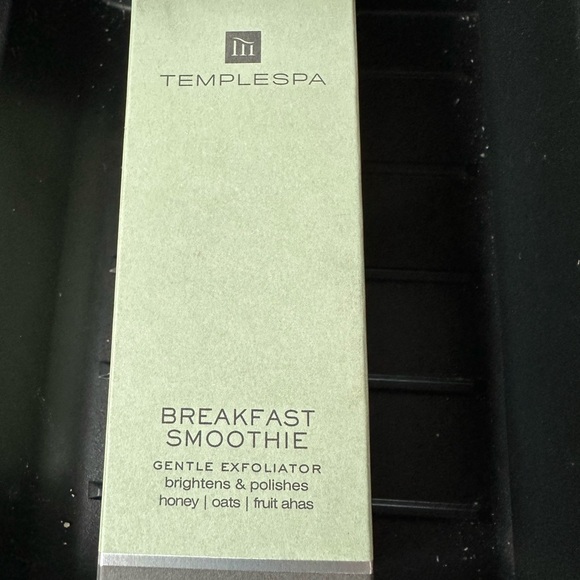 TEMPLESPA
BREAKFAST
SMOOTHIE
GENTLE EXFOLIATOR
brightens & polishes
honey | oats | fruit ahas